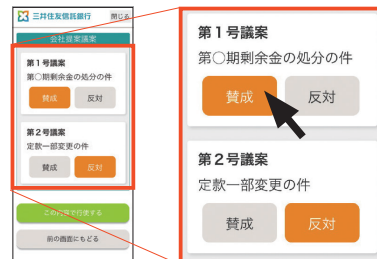 三井住友信託銀行 閉じる
会社提案議案
第1号議案
第○期剰余金の処分の件
賛成 反対
第2号議案
定款一部変更の件
賛成 反対
この内容で行使する
前の画面にもどる
第1号議案
第○期剰余金の処分の件
賛成 反対
第2号議案
定款一部変更の件
賛成 反対